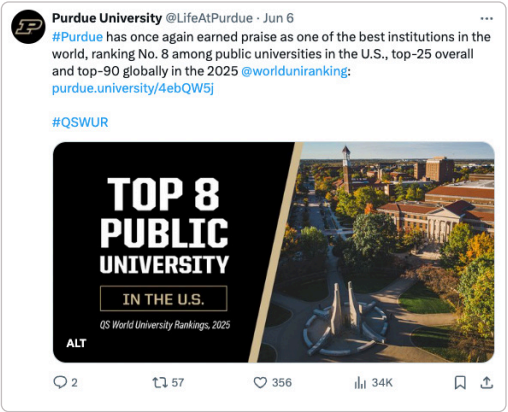 Purdue University @LifeAtPurdue · Jun 6
#Purdue has once again earned praise as one of the best institutions in the
world, ranking No. 8 among public universities in the U.S., top-25 overall
and top-90 globally in the 2025 @worlduniranking:
purdue.university/4ebQW5j
#QSWUR
TOP 8
PUBLIC
UNIVERSITY
IN THE U.S.
QS World University Rankings, 2025
ALT
2 57 356 34K